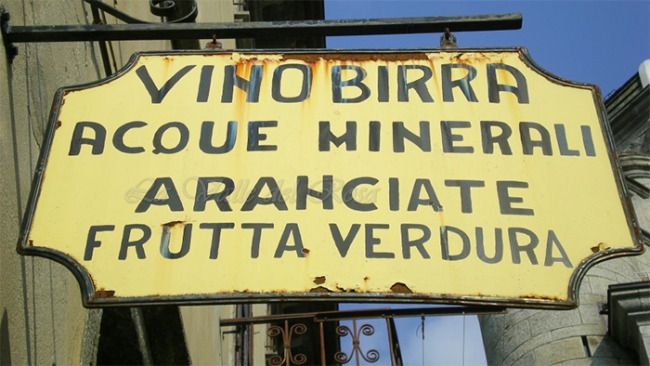 VINO BIRRA
ACQUE MINERALI
ARANCIATE
FRUTTA VERDURA